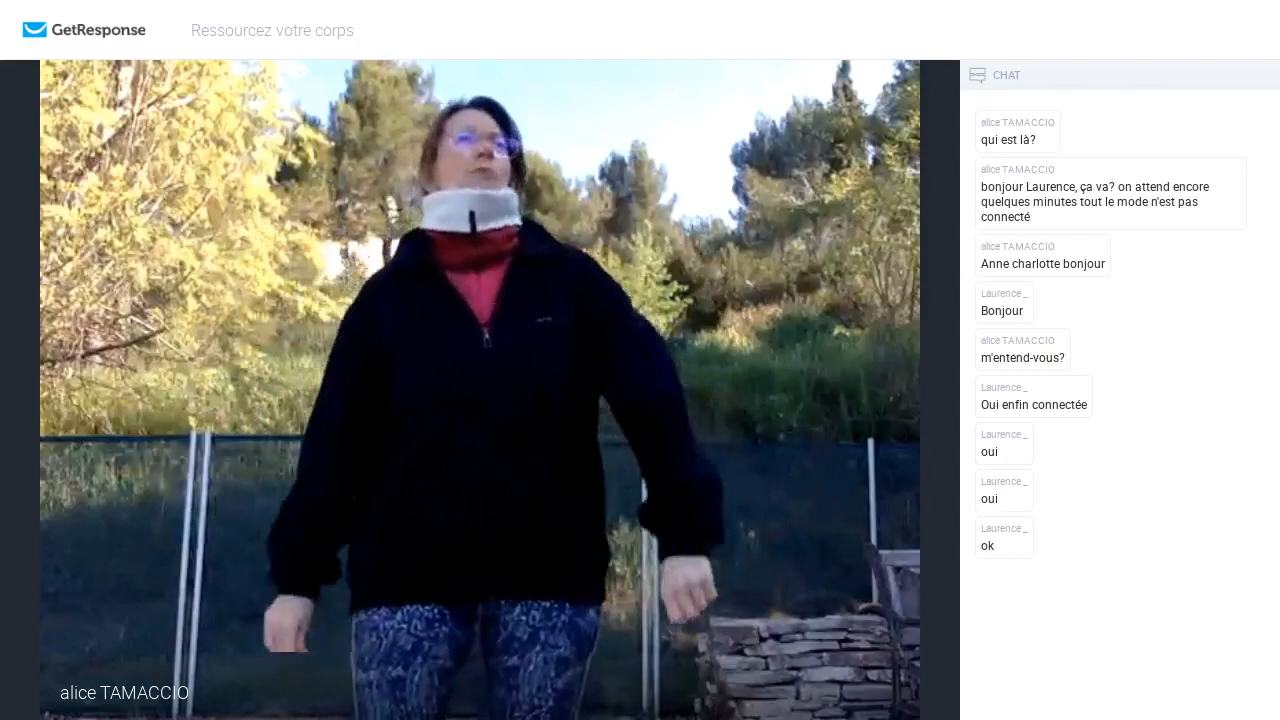 GetResponse
Ressourcez votre corps
alice TAMACCIO
CHAT
alice TAMACCIO
qui est là?
alice TAMACCIO
bonjour Laurence, ça va? on attend encore
quelques minutes tout le mode n'est pas
connecté
alice TAMACCIO
Anne charlotte bonjour
Laurence _
Bonjour
alice TAMACCIO
m'entend-vous?
Laurence _
Oui enfin connectée
Laurence _
oui
Laurence _
oui
Laurence _
ok